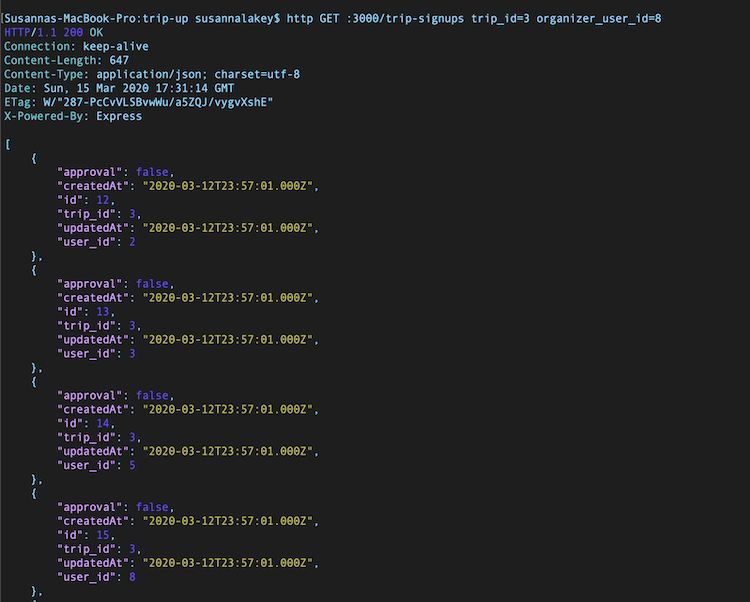 [Susannas-MacBook-Pro:trip-up susannalakey$ http GET :3000/trip-signups trip_id=3 organizer_user_id=8
HTTP/1.1 200 OK
Connection: keep-alive
Content-Length: 647
Content-Type: application/json; charset=utf-8
Date: Sun, 15 Mar 2020 17:31:14 GMT
ETag: W/"287-PcCvVLSBvwWu/a5ZQJ/vygvXshE"
X-Powered-By: Express
[
    {
        "approval": false,
        "createdAt": "2020-03-12T23:57:01.000Z",
        "id": 12,
        "trip_id": 3,
        "updatedAt": "2020-03-12T23:57:01.000Z",
        "user_id": 2
    },
    {
        "approval": false,
        "createdAt": "2020-03-12T23:57:01.000Z",
        "id": 13,
        "trip_id": 3,
        "updatedAt": "2020-03-12T23:57:01.000Z",
        "user_id": 3
    },
    {
        "approval": false,
        "createdAt": "2020-03-12T23:57:01.000Z",
        "id": 14,
        "trip_id": 3,
        "updatedAt": "2020-03-12T23:57:01.000Z",
        "user_id": 5
    },
    {
        "approval": false,
        "createdAt": "2020-03-12T23:57:01.000Z",
        "id": 15,
        "trip_id": 3,
        "updatedAt": "2020-03-12T23:57:01.000Z",
        "user_id": 8
    },